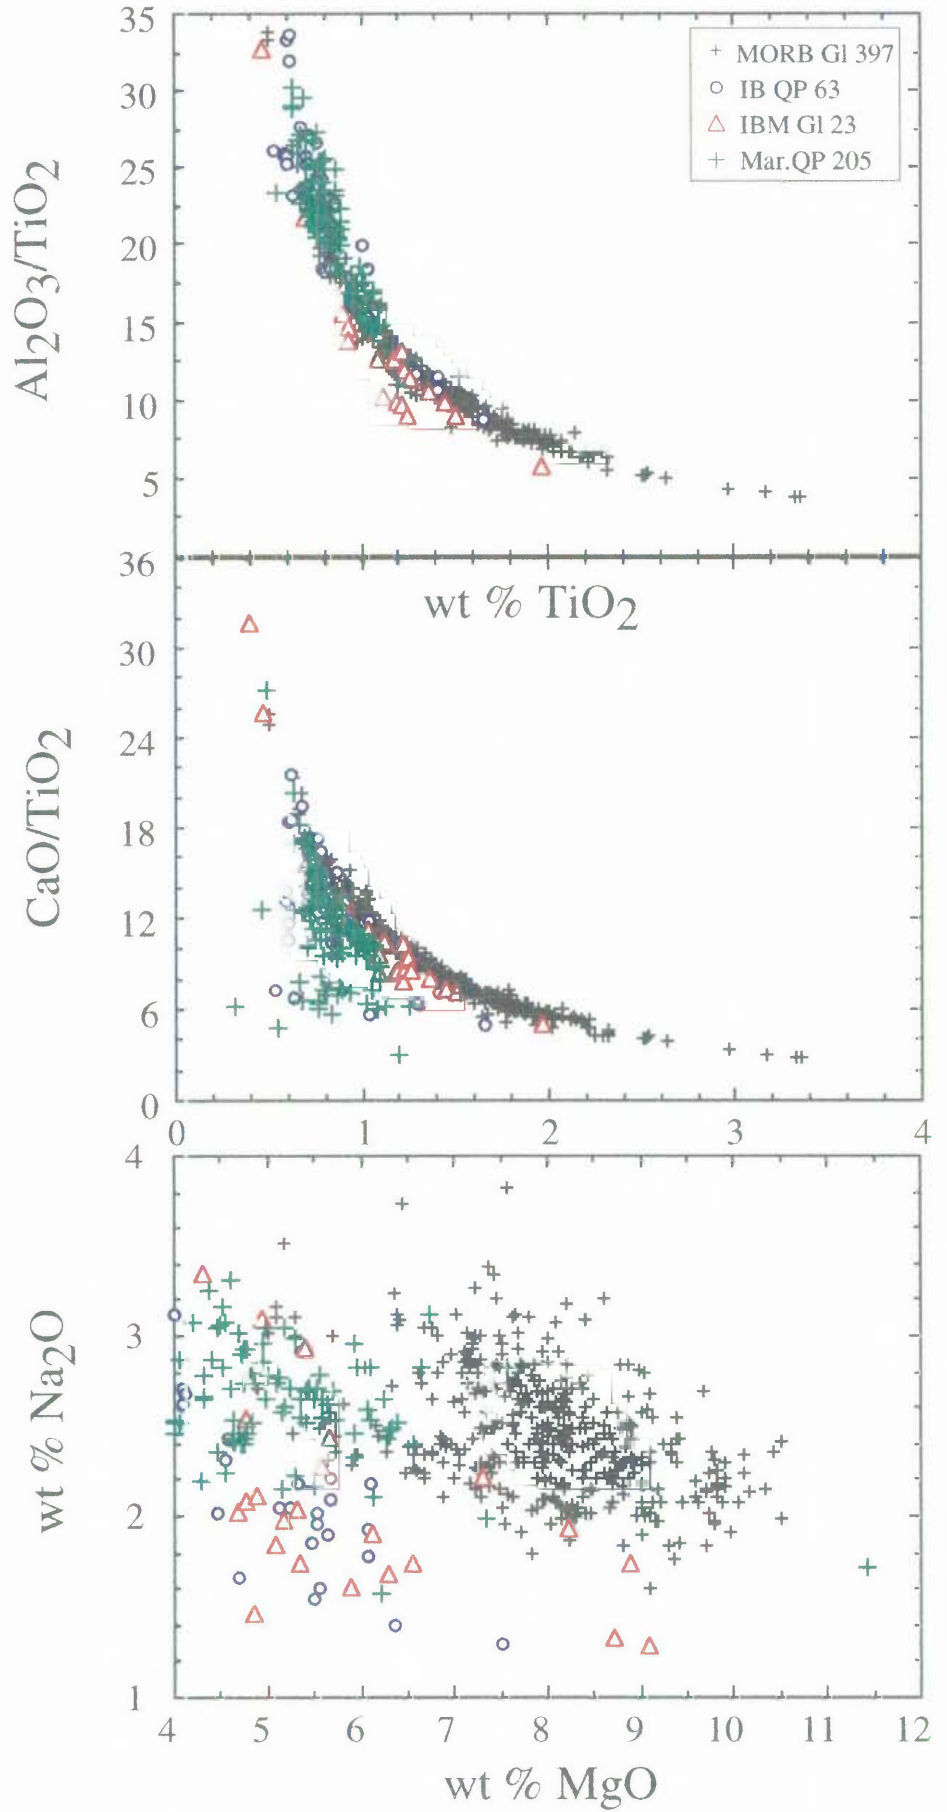 35
30
25
20
15
10
5
Al2O3/TiO2
+ MORB Gl 397
IB QP 63
IBM Gl 23
+ Mar.QP 205
wt % TiO2
36
30
24
18
12
6
0
CaO/TiO2
0 1 2 3 4
4
3
2
1
wt % Na2O
4 5 6 7 8 9 10 11 12
wt % MgO